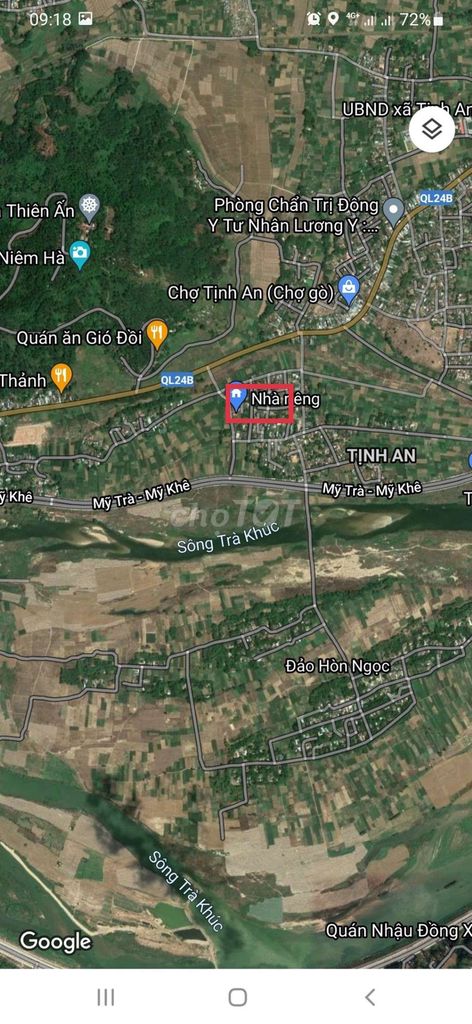 09:18
4G+
72%
UBND xã Tịnh An
QL24B
Thiên Ấn
Phòng Chẩn Trị Đông
Y Tư Nhân Lương Y :...
Niêm Hà
Chợ Tịnh An (Chợ gò)
Quán ăn Gió Đồi
Thảnh
QL24B
Nhà riêng
TỊNH AN
Mỹ Khê
Mỹ Trà - Mỹ Khê
Mỹ Trà - Mỹ Khê
T
choTỐT
Sông Trà Khúc
Đảo Hòn Ngọc
Sông Trà Khúc
Quán Nhậu Đồng X
Google